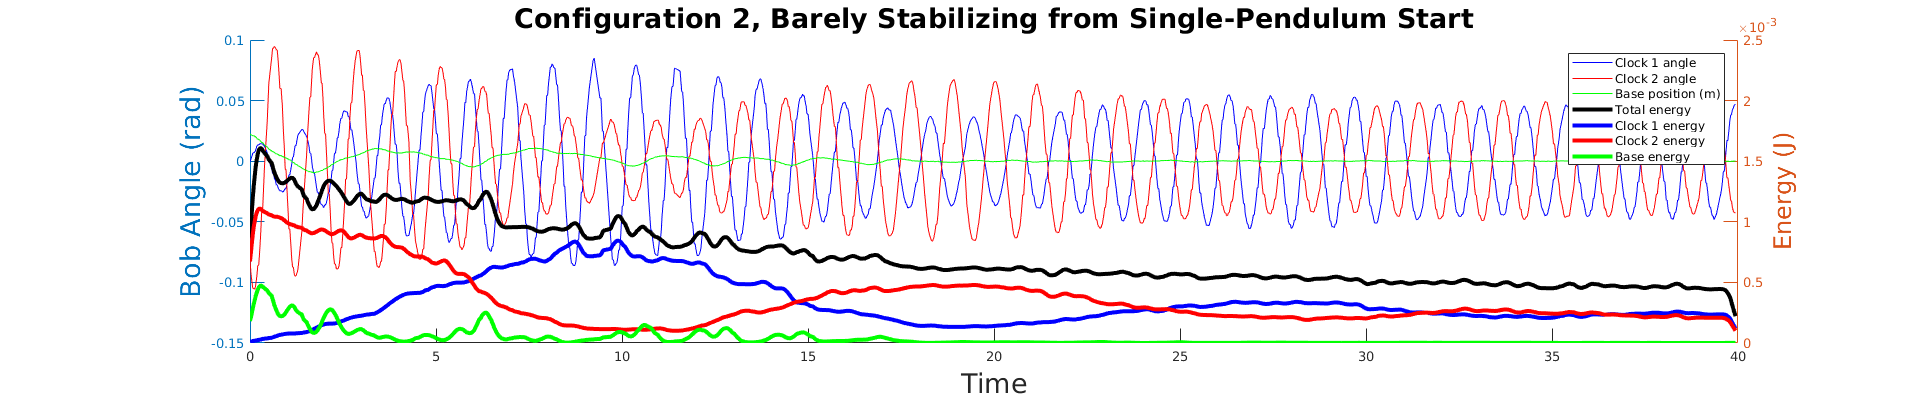 Configuration 2, Barely Stabilizing from Single-Pendulum Start
×10-3
0.1
0.05
0
-0.05
-0.1
-0.15
Bob Angle (rad)
0
5
10
15
20
25
30
35
40
Time
2.5
2
1.5
1
0.5
0
Energy (J)
Clock 1 angle
Clock 2 angle
Base position (m)
Total energy
Clock 1 energy
Clock 2 energy
Base energy